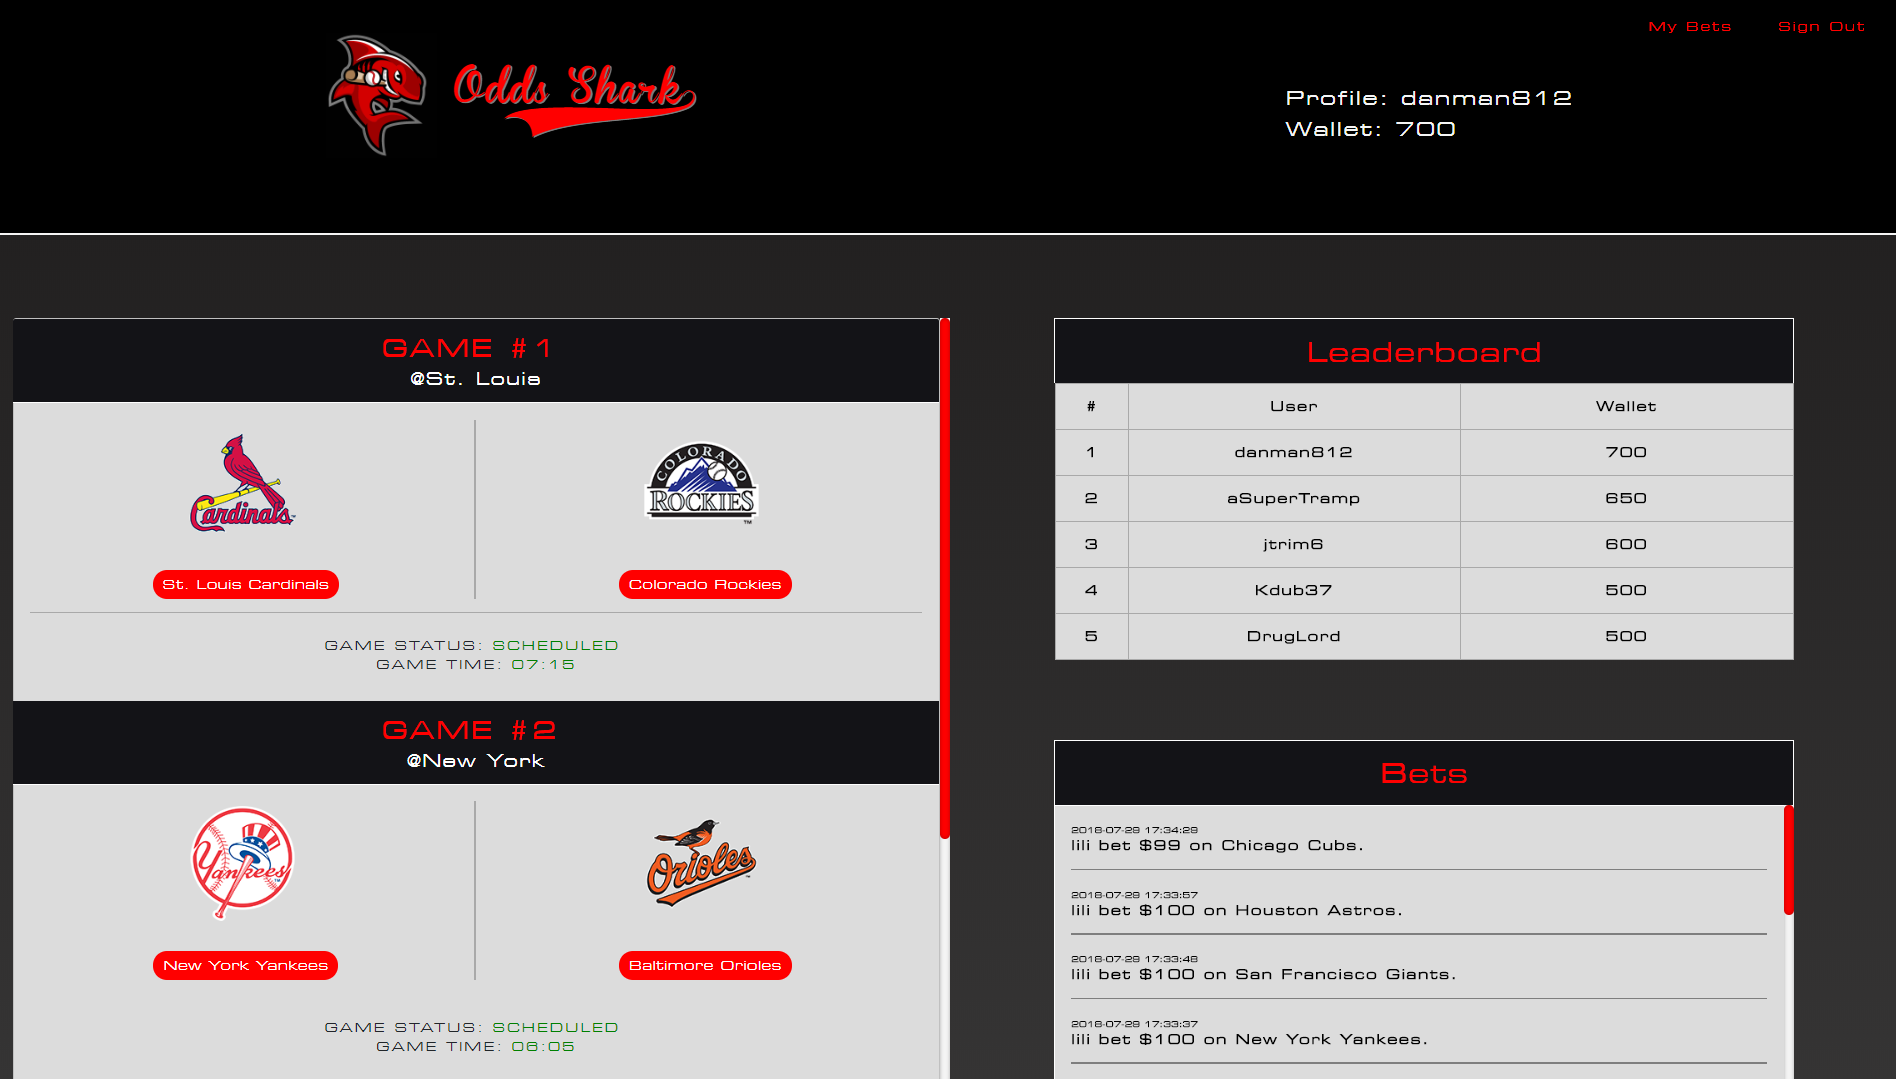 My Bets Sign Out
Odds Shark
Profile: danman812
Wallet: 700
GAME #1
@St. Louis
Cardinals
COLORADO
ROCKIES
St. Louis Cardinals Colorado Rockies
GAME STATUS: SCHEDULED
GAME TIME: 07:15
GAME #2
@New York
Yankees
Orioles
New York Yankees Baltimore Orioles
GAME STATUS: SCHEDULED
GAME TIME: 06:05
Leaderboard
# User Wallet
1 danman812 700
2 aSuperTramp 650
3 jtrim6 600
4 Kdub37 500
5 DrugLord 500
Bets
2018-07-29 17:34:29
lili bet $99 on Chicago Cubs.
2018-07-29 17:33:57
lili bet $100 on Houston Astros.
2018-07-29 17:33:48
lili bet $100 on San Francisco Giants.
2018-07-29 17:33:37
lili bet $100 on New York Yankees.